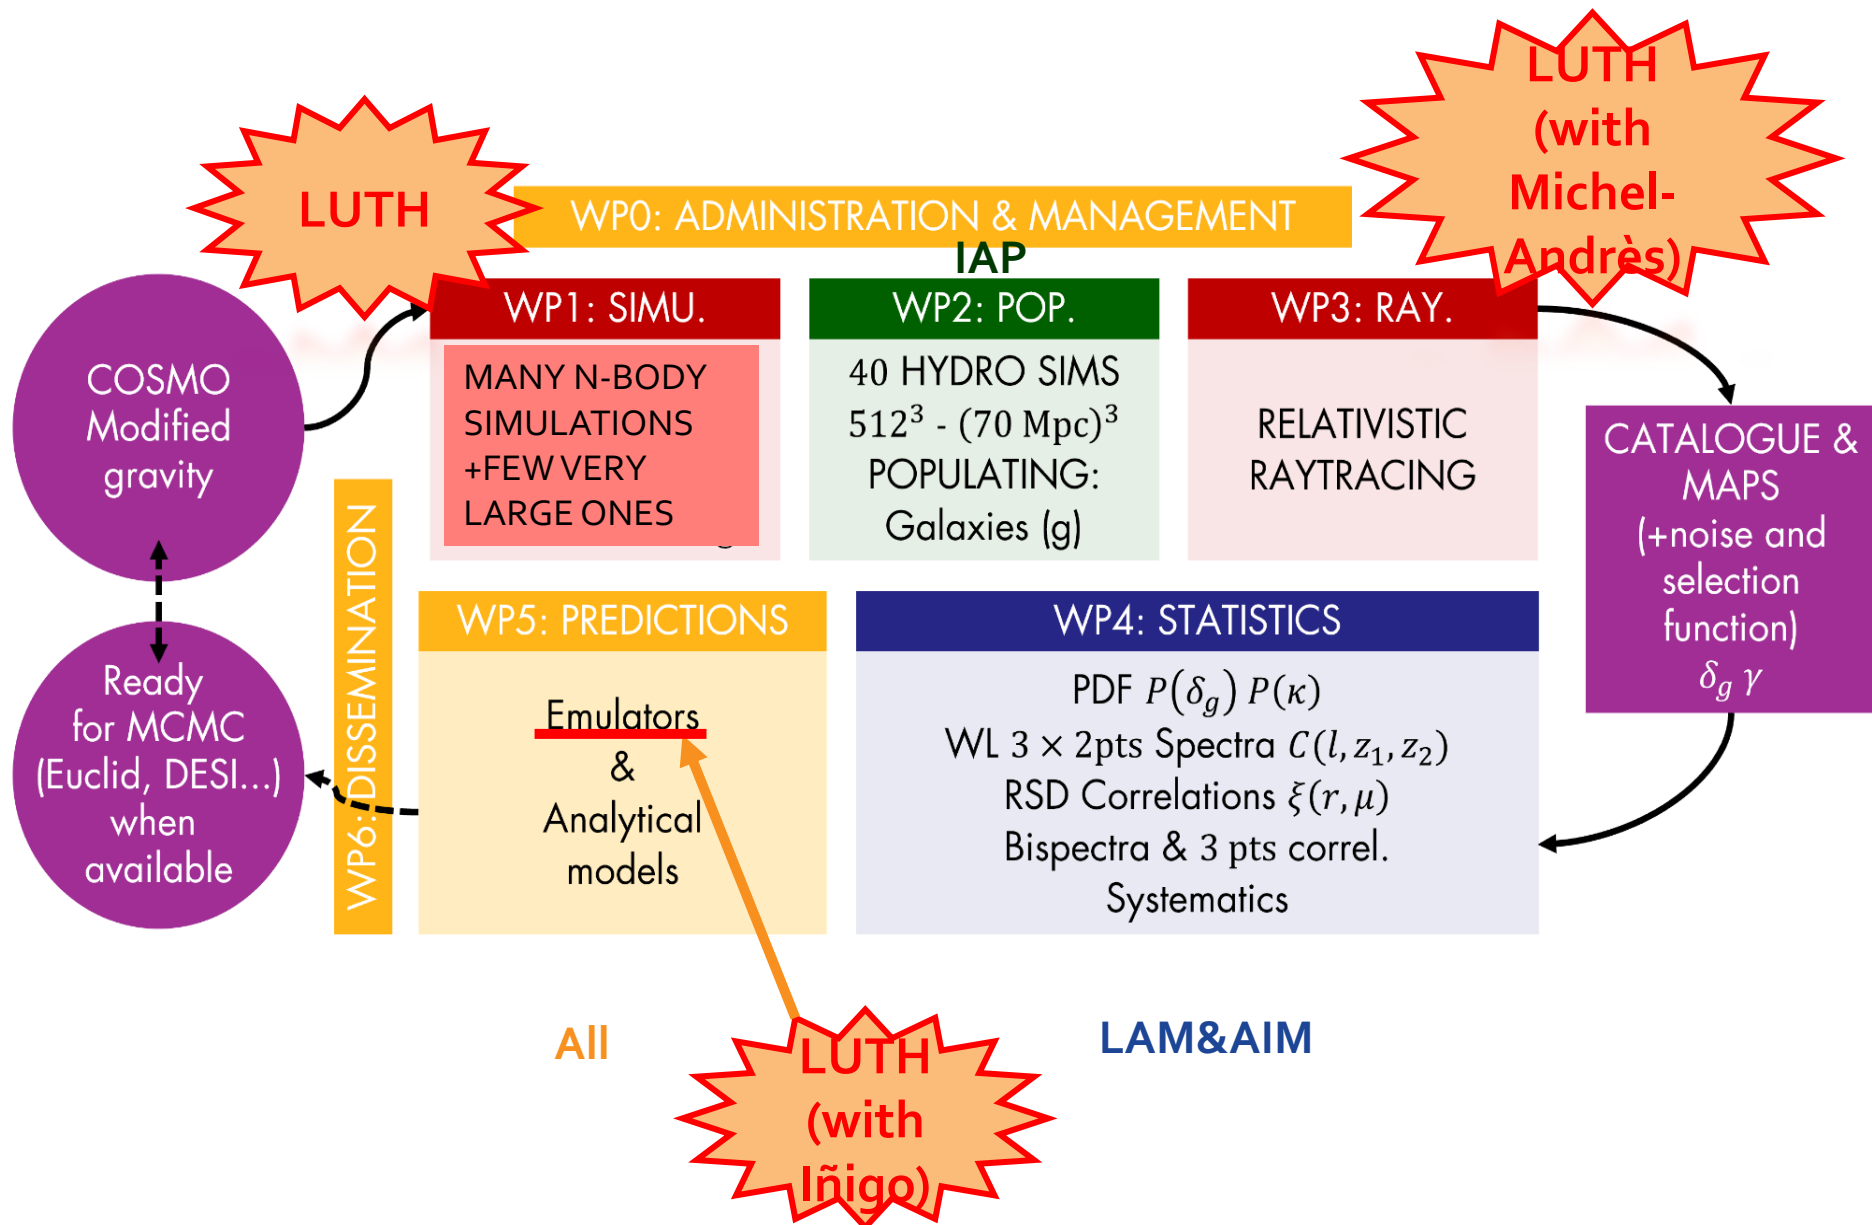 LUTH
LUTH
(with
Michel-
Andrès)
WP0: ADMINISTRATION & MANAGEMENT
IAP
COSMO
Modified
gravity
WP1: SIMU.
MANY N-BODY
SIMULATIONS
+FEW VERY
LARGE ONES
WP2: POP.
40 HYDRO SIMS
512³ - (70 Mpc)³
POPULATING:
Galaxies (g)
WP3: RAY.
RELATIVISTIC
RAYTRACING
CATALOGUE &
MAPS
(+noise and
selection
function)
δ_g γ
WP6:DISSEMINATION
Ready
for MCMC
(Euclid, DESI...)
when
available
WP5: PREDICTIONS
Emulators
&
Analytical
models
WP4: STATISTICS
PDF P(δ_g) P(κ)
WL 3 × 2pts Spectra C(l, z₁, z₂)
RSD Correlations ξ(r, μ)
Bispectra & 3 pts correl.
Systematics
All
LUTH
(with
Iñigo)
LAM&AIM